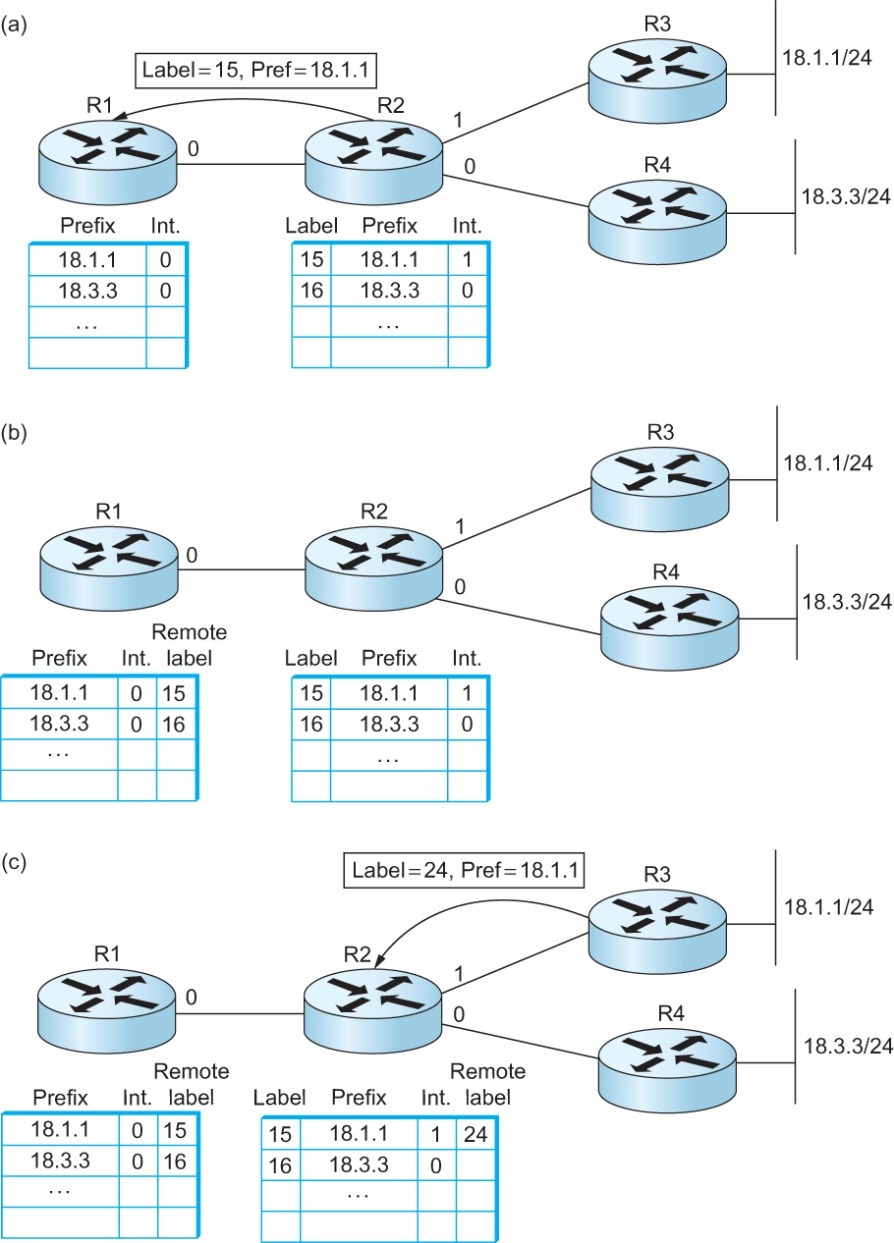 (a)
Label=15, Pref=18.1.1
R1
R2
R3
R4
0
1
0
18.1.1/24
18.3.3/24
Prefix Int.
18.1.1 0
18.3.3 0
...
Label Prefix Int.
15 18.1.1 1
16 18.3.3 0
...
(b)
R1
R2
R3
R4
0
1
0
18.1.1/24
18.3.3/24
Remote
Prefix Int. label
18.1.1 0 15
18.3.3 0 16
...
Label Prefix Int.
15 18.1.1 1
16 18.3.3 0
...
(c)
Label=24, Pref=18.1.1
R1
R2
R3
R4
0
1
0
18.1.1/24
18.3.3/24
Remote
Prefix Int. label
18.1.1 0 15
18.3.3 0 16
...
Remote
Label Prefix Int. label
15 18.1.1 1 24
16 18.3.3 0
...